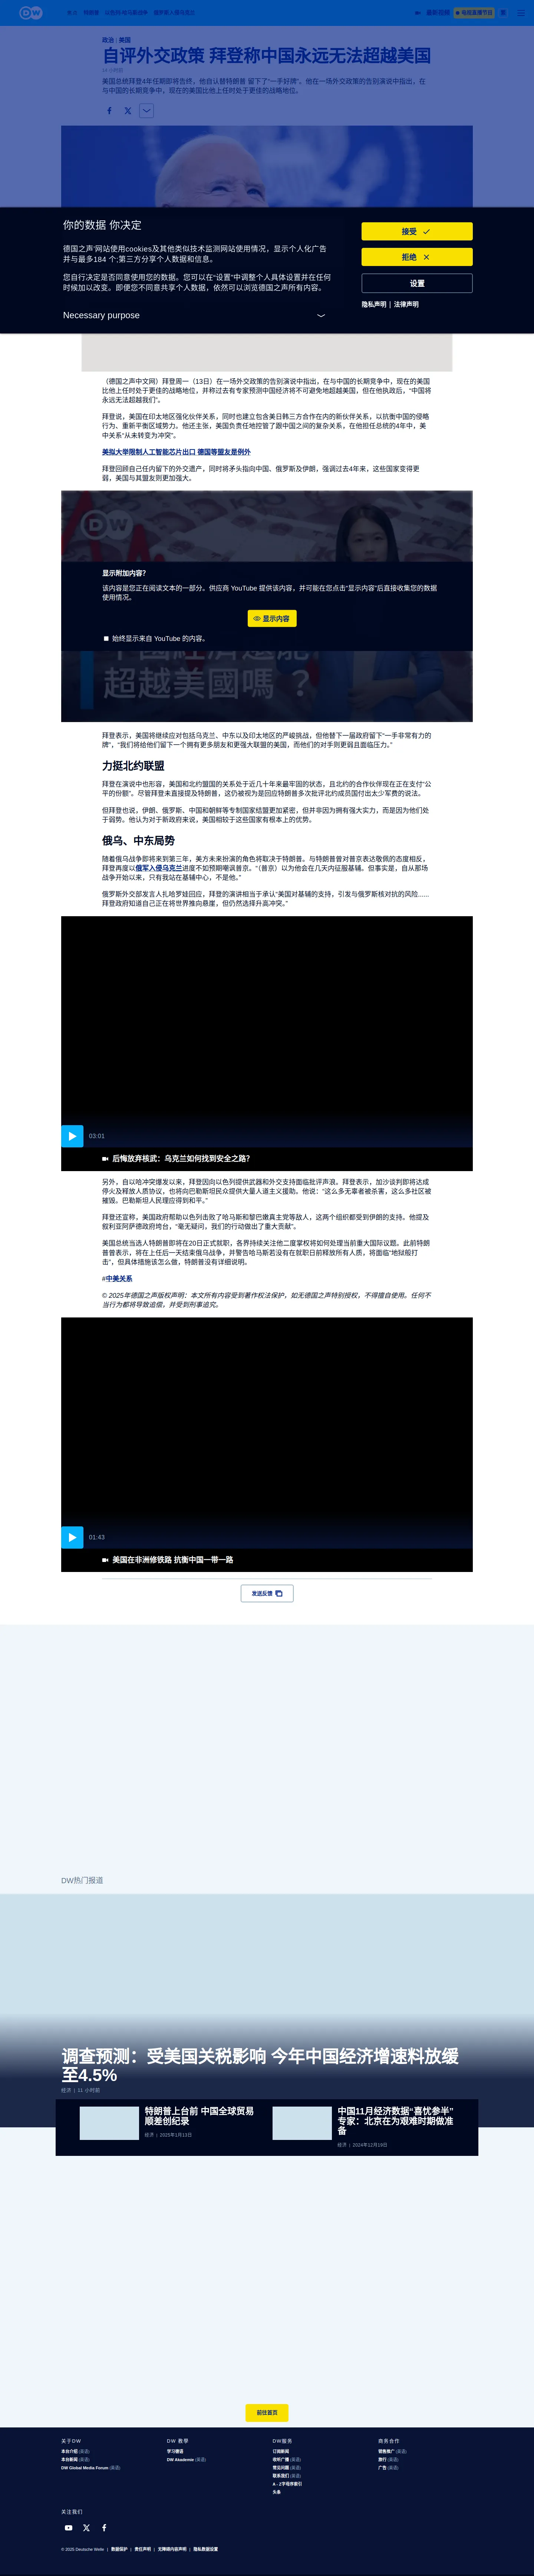 DW
特朗普
最新视频
政治 | 美国
自评外交政策 拜登称中国永远无法超越美国
14 小时前
美国总统拜登4年任期即将告终，他自认替特朗普 留下了“一手好牌”。他在一场外交政策的告别演说中指出，在
与中国的长期竞争中，现在的美国比他上任时处于更佳的战略地位。
你的数据 你决定
德国之声'网站使用cookies及其他类似技术监测网站使用情况，显示个人化广告
并与最多184 个;第三方分享个人数据和信息。
您自行决定是否同意使用您的数据。您可以在“设置”中调整个人具体设置并在任何
时候加以改变。即便您不同意共享个人数据，依然可以浏览德国之声所有内容。
Necessary purpose
接受
拒绝
设置
隐私声明 | 法律声明
（德国之声中文网）拜登周一（13日）在一场外交政策的告别演说中指出，在与中国的长期竞争中，现在的美国
比他上任时处于更佳的战略地位，并称过去有专家预测中国经济将不可避免地超越美国，但在他执政后，“中国将
永远无法超越我们”。
拜登说，美国在印太地区强化伙伴关系，同时也建立包含美日韩三方合作在内的新伙伴关系，以抗衡中国的侵略
行为、重新平衡区域势力。他还主张，美国负责任地控管了跟中国之间的复杂关系，在他担任总统的4年中，美
中关系“从未转变为冲突”。
美拟大举限制人工智能芯片出口 德国等盟友是例外
拜登回顾自己任内留下的外交遗产，同时将矛头指向中国、俄罗斯及伊朗，强调过去4年来，这些国家变得更
弱，美国与其盟友则更加强大。
DW
显示附加内容？
该内容是您正在阅读文本的一部分。供应商 YouTube 提供该内容，并可能在您点击“显示内容”后直接收集您的数据
使用情况。
显示内容
始终显示来自 YouTube 的内容。
中國經濟還能
超越美國嗎？
拜登表示，美国将继续应对包括乌克兰、中东以及印太地区的严峻挑战，但他替下一届政府留下“一手非常有力的
牌”，“我们将给他们留下一个拥有更多朋友和更强大联盟的美国，而他们的对手则更弱且面临压力。”
力挺北约联盟
拜登在演说中也形容，美国和北约盟国的关系处于近几十年来最牢固的状态，且北约的合作伙伴现在正在支付“公
平的份额”。尽管拜登未直接提及特朗普，这仍被视为是回应特朗普多次批评北约成员国付出太少军费的说法。
但拜登也说，伊朗、俄罗斯、中国和朝鲜等专制国家结盟更加紧密，但并非因为拥有强大实力，而是因为他们处
于弱势。他认为对于新政府来说，美国相较于这些国家有根本上的优势。
俄乌、中东局势
随着俄乌战争即将来到第三年，美方未来扮演的角色将取决于特朗普。与特朗普曾对普京表达敬佩的态度相反，
拜登再度以俄军入侵乌克兰进度不如预期嘲讽普京。“（普京）以为他会在几天内征服基辅。但事实是，自从那场
战争开始以来，只有我站在基辅中心，不是他。”
俄罗斯外交部发言人扎哈罗娃回应，拜登的演讲相当于承认“美国对基辅的支持，引发与俄罗斯核对抗的风险......
拜登政府知道自己正在将世界推向悬崖，但仍然选择升高冲突。”
03:01
后悔放弃核武：乌克兰如何找到安全之路？
另外，自以哈冲突爆发以来，拜登因向以色列提供武器和外交支持面临批评声浪。拜登表示，加沙谈判即将达成
停火及释放人质协议，也将向巴勒斯坦民众提供大量人道主义援助。他说：“这么多无辜者被杀害，这么多社区被
摧毁。巴勒斯坦人民理应得到和平。”
拜登还宣称，美国政府帮助以色列击败了哈马斯和黎巴嫩真主党等敌人，这两个组织都受到伊朗的支持。他提及
叙利亚阿萨德政府垮台，“毫无疑问，我们的行动做出了重大贡献”。
美国总统当选人特朗普即将在20日正式就职，各界持续关注他二度掌权将如何处理当前重大国际议题。此前特朗
普曾表示，将在上任后一天结束俄乌战争，并警告哈马斯若没有在就职日前释放所有人质，将面临“地狱般打
击”，但具体措施该怎么做，特朗普没有详细说明。
#中美关系
© 2025年德国之声版权声明：本文所有内容受到著作权法保护，如无德国之声特别授权，不得擅自使用。任何不
当行为都将导致追偿，并受到刑事追究。
01:43
美国在非洲修铁路 抗衡中国一带一路
发送反馈
DW热门报道
调查预测：受美国关税影响 今年中国经济增速料放缓
至4.5%
经济 | 11 小时前
特朗普上台前 中国全球贸易
顺差创纪录
经济 | 2025年1月13日
中国11月经济数据“喜忧参半”
专家：北京在为艰难时期做准
备
经济 | 2024年12月19日
前往首页
关于DW
本台介绍 (英语)
本台新闻 (英语)
DW Global Media Forum (英语)
DW 教學
学习德语
DW Akademie (英语)
DW服务
订阅新闻
收听广播 (英语)
常见问题 (英语)
联系我们 (英语)
A - Z字母序索引
头条
商务合作
销售推广 (英语)
旅行 (英语)
广告 (英语)
关注我们
© 2025 Deutsche Welle | 数据保护 | 责任声明 | 无障碍内容声明 | 隐私数据设置